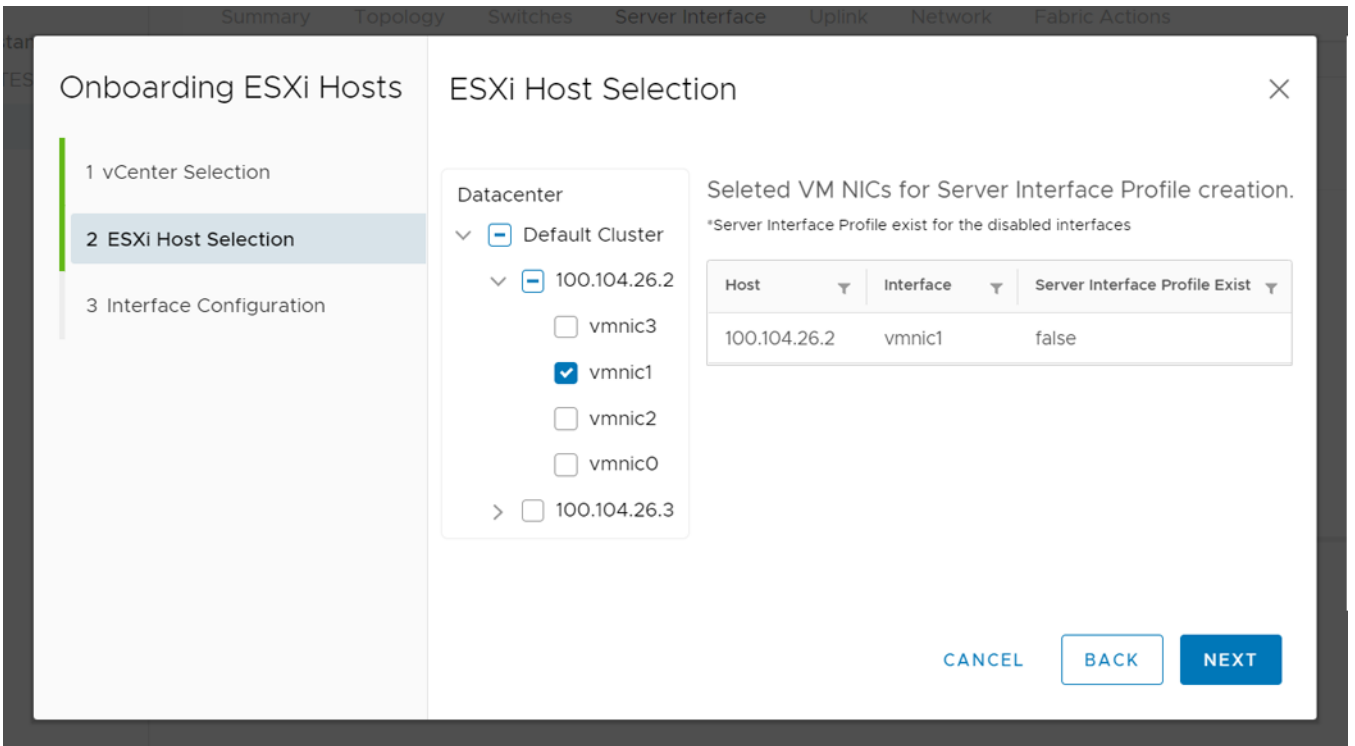 Summary Topology Switches Server Interface Uplink Network Fabric Actions
Onboarding ESXi Hosts
1 vCenter Selection
2 ESXi Host Selection
3 Interface Configuration
ESXi Host Selection
Datacenter
Default Cluster
100.104.26.2
vmnic3
vmnic1
vmnic2
vmnic0
100.104.26.3
Seleted VM NICs for Server Interface Profile creation.
*Server Interface Profile exist for the disabled interfaces
Host Interface Server Interface Profile Exist
100.104.26.2 vmnic1 false
CANCEL BACK NEXT